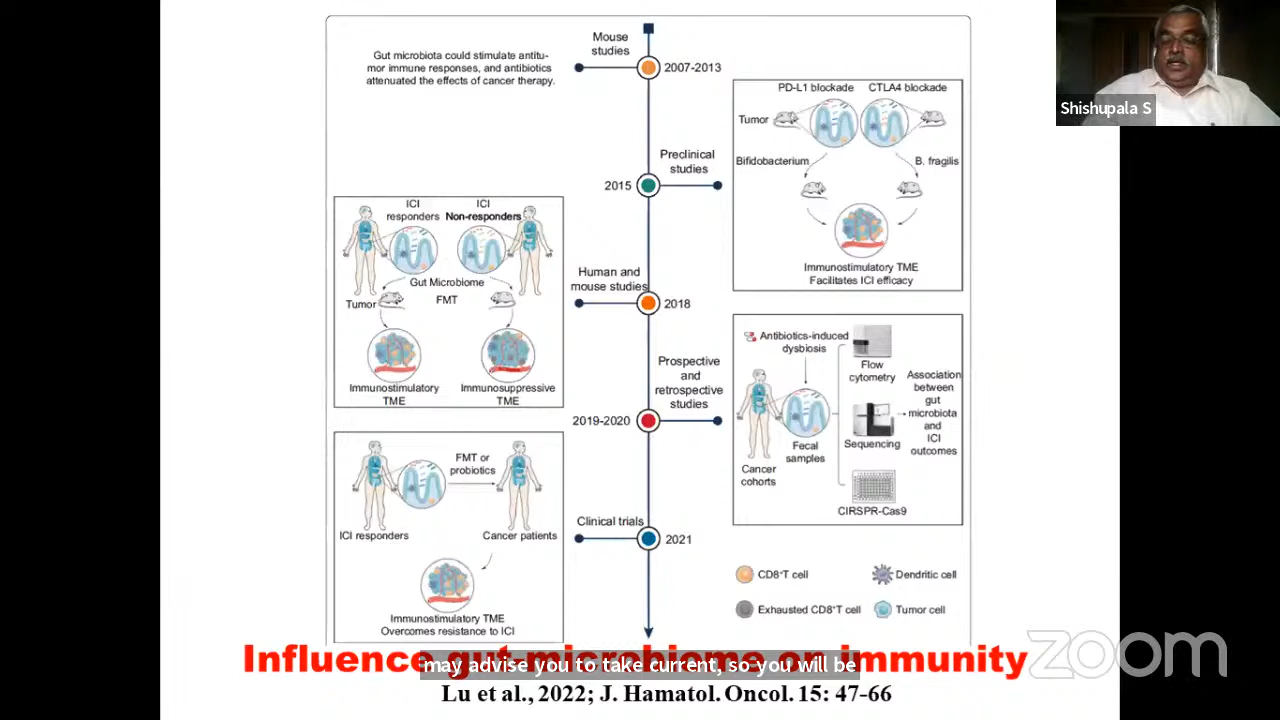 Mouse
studies
Gut microbiota could stimulate antitu-
mor immune responses, and antibiotics
attenuated the effects of cancer therapy.
2007-2013
PD-L1 blockade
CTLA4 blockade
Tumor
Bifidobacterium
B. fragilis
Immunostimulatory TME
Facilitates ICI efficacy
Preclinical
studies
2015
ICI
responders
ICI
Non-responders
Gut Microbiome
Tumor
FMT
Immunostimulatory
TME
Immunosuppressive
TME
Human and
mouse studies
2018
Antibiotics-induced
dysbiosis
Flow
cytometry
Sequencing
CIRSPR-Cas9
Fecal
samples
Cancer
cohorts
Association
between
gut
microbiota
and
ICI
outcomes
Prospective
and
retrospective
studies
2019-2020
FMT or
probiotics
ICI responders
Cancer patients
Immunostimulatory TME
Overcomes resistance to ICI
Clinical trials
2021
CD8+T cell
Dendritic cell
Exhausted CD8+T cell
Tumor cell
Influence gut microbiome on immunity
may advise you to take current, so you will be
Lu et al., 2022; J. Hamatol. Oncol. 15: 47-66
Shishupala S
zoom